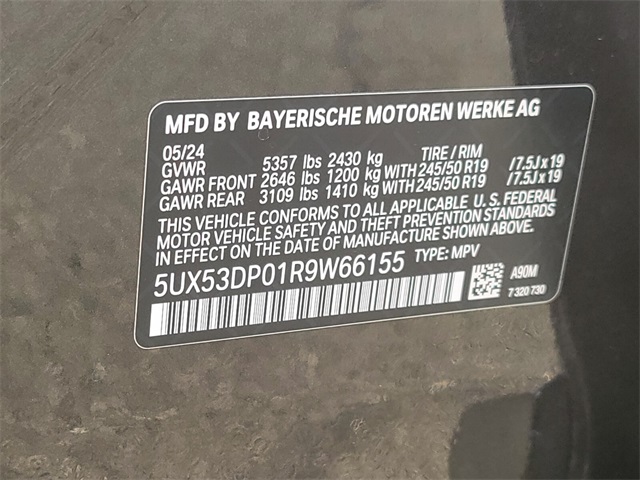 MFD BY BAYERISCHE MOTOREN WERKE AG
05/24
GVWR 5357 lbs 2430 kg TIRE / RIM
GAWR FRONT 2646 lbs 1200 kg WITH 245/50 R19 /7.5J x 19
GAWR REAR 3109 lbs 1410 kg WITH 245/50 R19 /7.5J x 19
THIS VEHICLE CONFORMS TO ALL APPLICABLE U. S. FEDERAL
MOTOR VEHICLE SAFETY AND THEFT PREVENTION STANDARDS
IN EFFECT ON THE DATE OF MANUFACTURE SHOWN ABOVE.
5UX53DP01R9W66155 TYPE: MPV
A90M
7 320 730